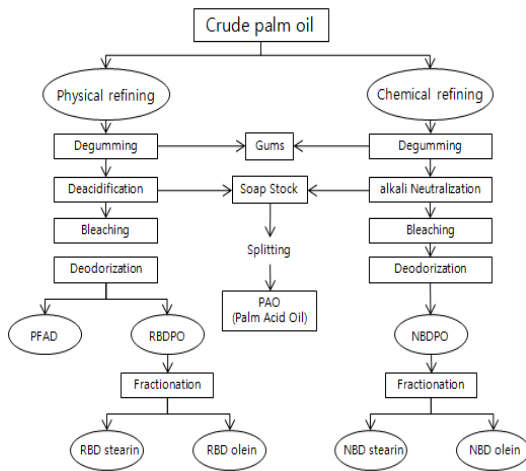 Crude palm oil
Physical refining
Chemical refining
Degumming
Gums
Degumming
Deacidification
Soap Stock
alkali Neutralization
Bleaching
Splitting
Bleaching
Deodorization
Deodorization
PFAD
RBDPO
PAO
(Palm Acid Oil)
NBDPO
Fractionation
Fractionation
RBD stearin
RBD olein
NBD stearin
NBD olein